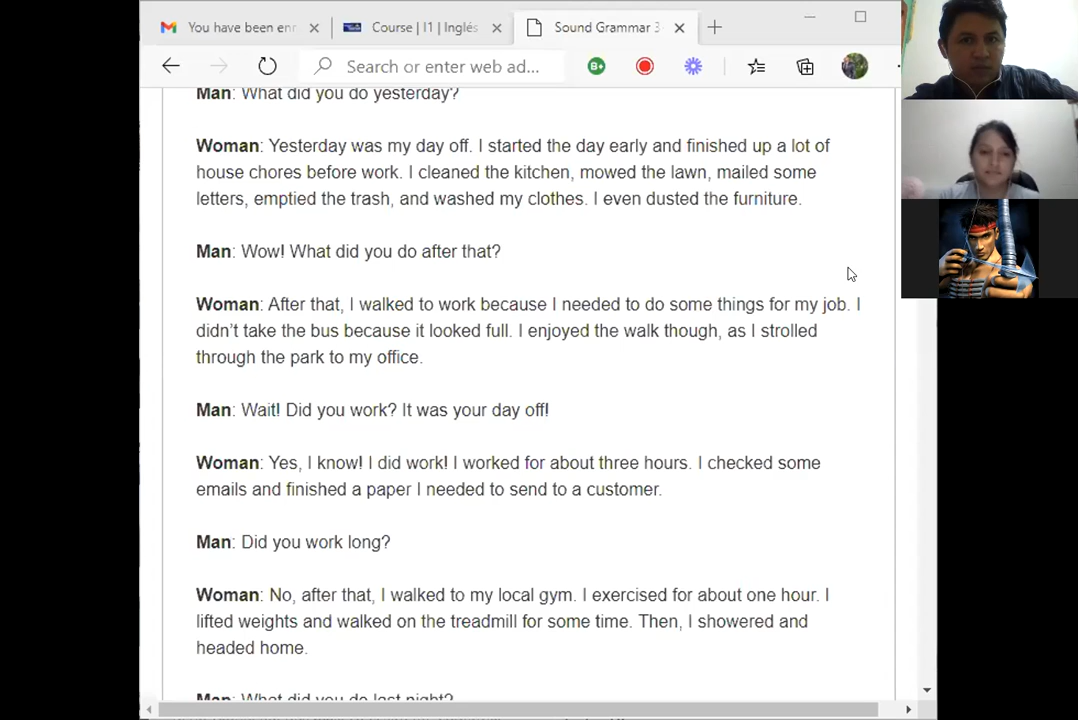 You have been enr
Course | I1 | Inglés
Sound Grammar 3
Search or enter web ad...
B+
Man: What did you do yesterday?
Woman: Yesterday was my day off. I started the day early and finished up a lot of
house chores before work. I cleaned the kitchen, mowed the lawn, mailed some
letters, emptied the trash, and washed my clothes. I even dusted the furniture.
Man: Wow! What did you do after that?
Woman: After that, I walked to work because I needed to do some things for my job. I
didn't take the bus because it looked full. I enjoyed the walk though, as I strolled
through the park to my office.
Man: Wait! Did you work? It was your day off!
Woman: Yes, I know! I did work! I worked for about three hours. I checked some
emails and finished a paper I needed to send to a customer.
Man: Did you work long?
Woman: No, after that, I walked to my local gym. I exercised for about one hour. I
lifted weights and walked on the treadmill for some time. Then, I showered and
headed home.
Man: What did you do last night?